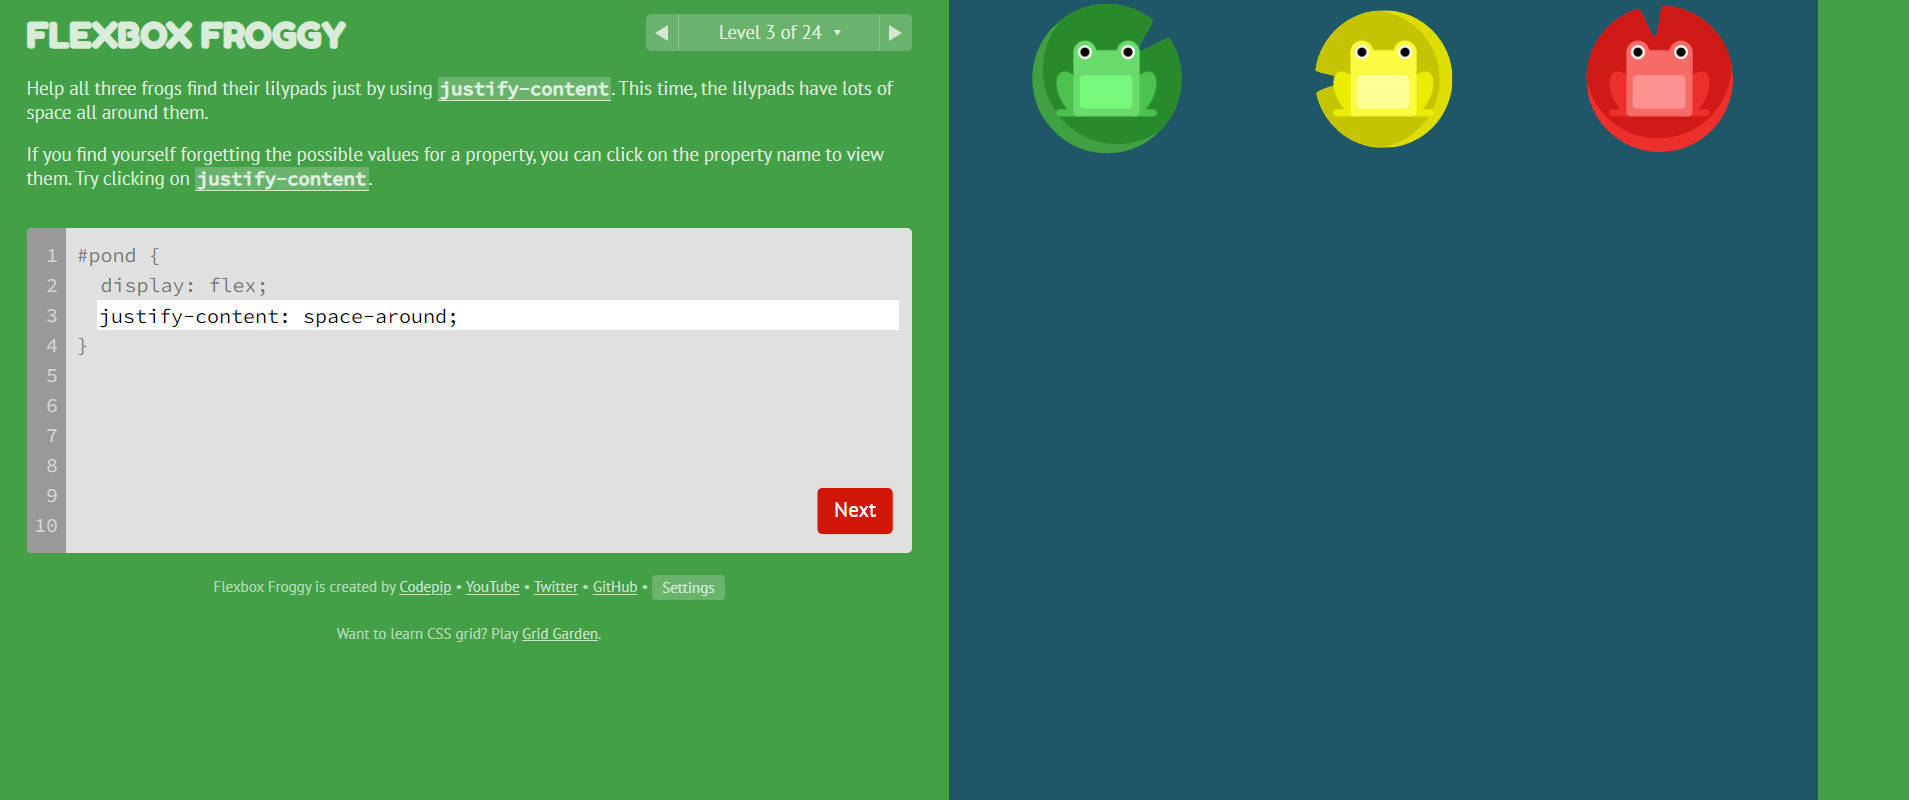 FLEXBOX FROGGY
◀ Level 3 of 24 ▼ ▶
Help all three frogs find their lilypads just by using justify-content. This time, the lilypads have lots of
space all around them.
If you find yourself forgetting the possible values for a property, you can click on the property name to view
them. Try clicking on justify-content.
1 #pond {
2 display: flex;
3 justify-content: space-around;
4 }
5
6
7
8
9
10
Next
Flexbox Froggy is created by Codepip • YouTube • Twitter • GitHub • Settings
Want to learn CSS grid? Play Grid Garden.